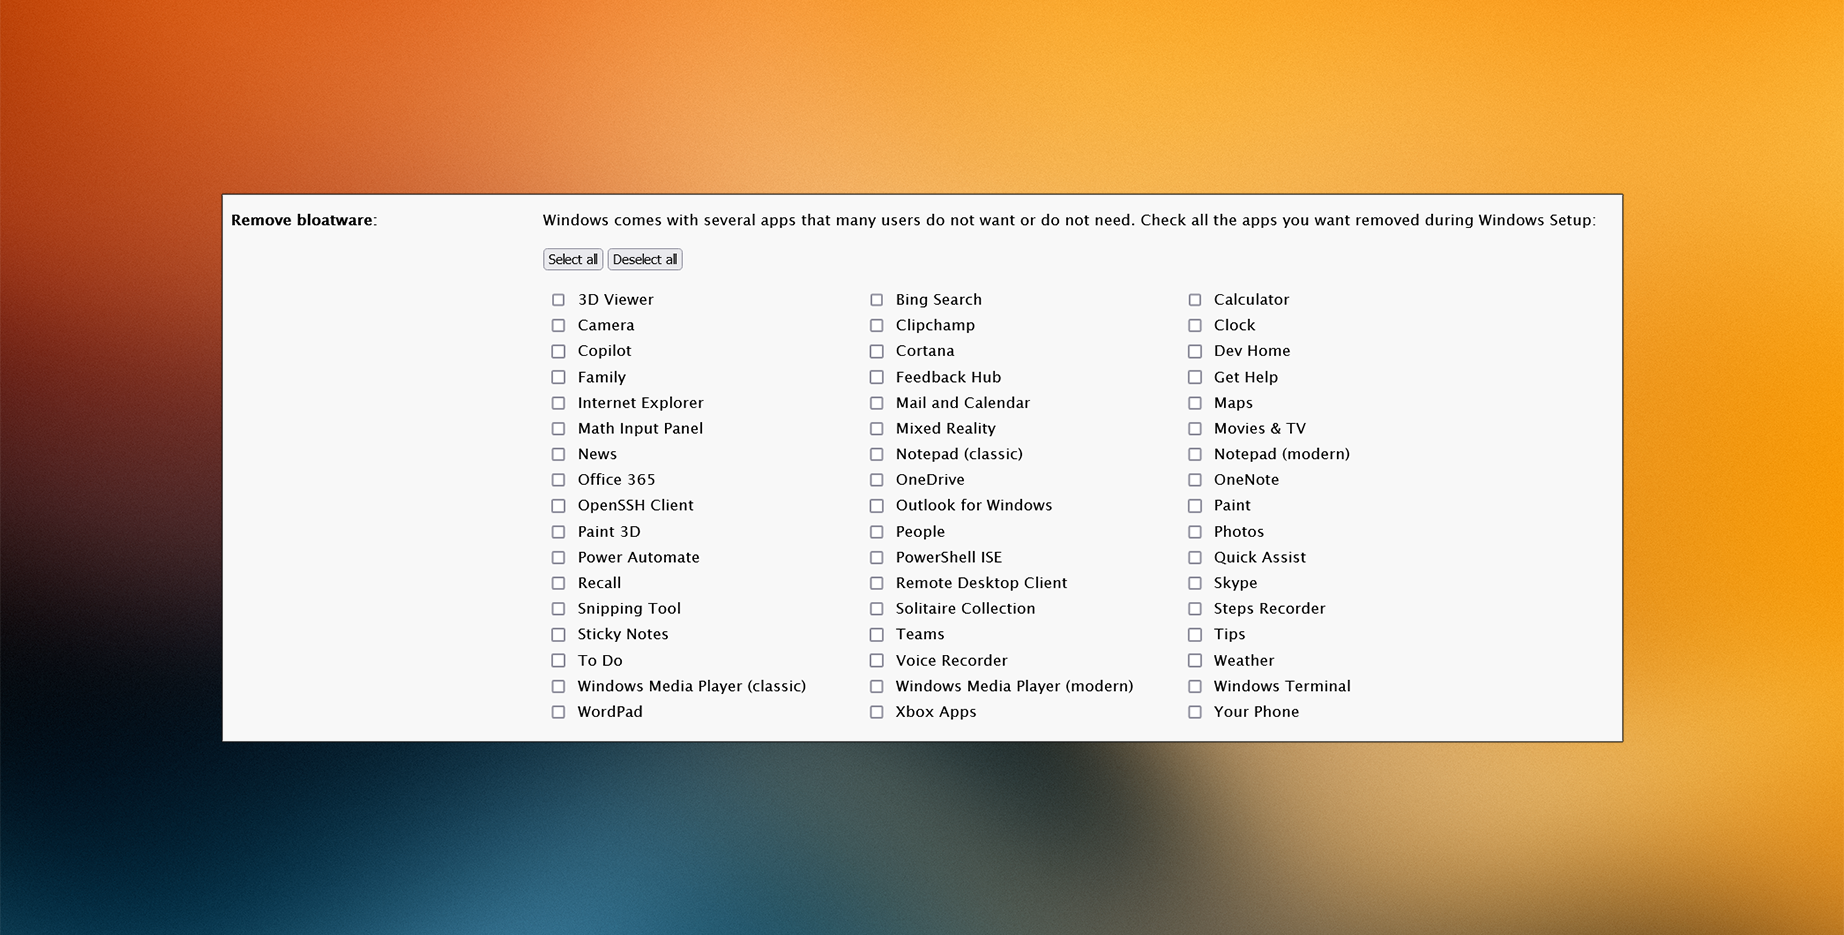 Remove bloatware: Windows comes with several apps that many users do not want or do not need. Check all the apps you want removed during Windows Setup:
Select all Deselect all
3D Viewer Bing Search Calculator
Camera Clipchamp Clock
Copilot Cortana Dev Home
Family Feedback Hub Get Help
Internet Explorer Mail and Calendar Maps
Math Input Panel Mixed Reality Movies & TV
News Notepad (classic) Notepad (modern)
Office 365 OneDrive OneNote
OpenSSH Client Outlook for Windows Paint
Paint 3D People Photos
Power Automate PowerShell ISE Quick Assist
Recall Remote Desktop Client Skype
Snipping Tool Solitaire Collection Steps Recorder
Sticky Notes Teams Tips
To Do Voice Recorder Weather
Windows Media Player (classic) Windows Media Player (modern) Windows Terminal
WordPad Xbox Apps Your Phone